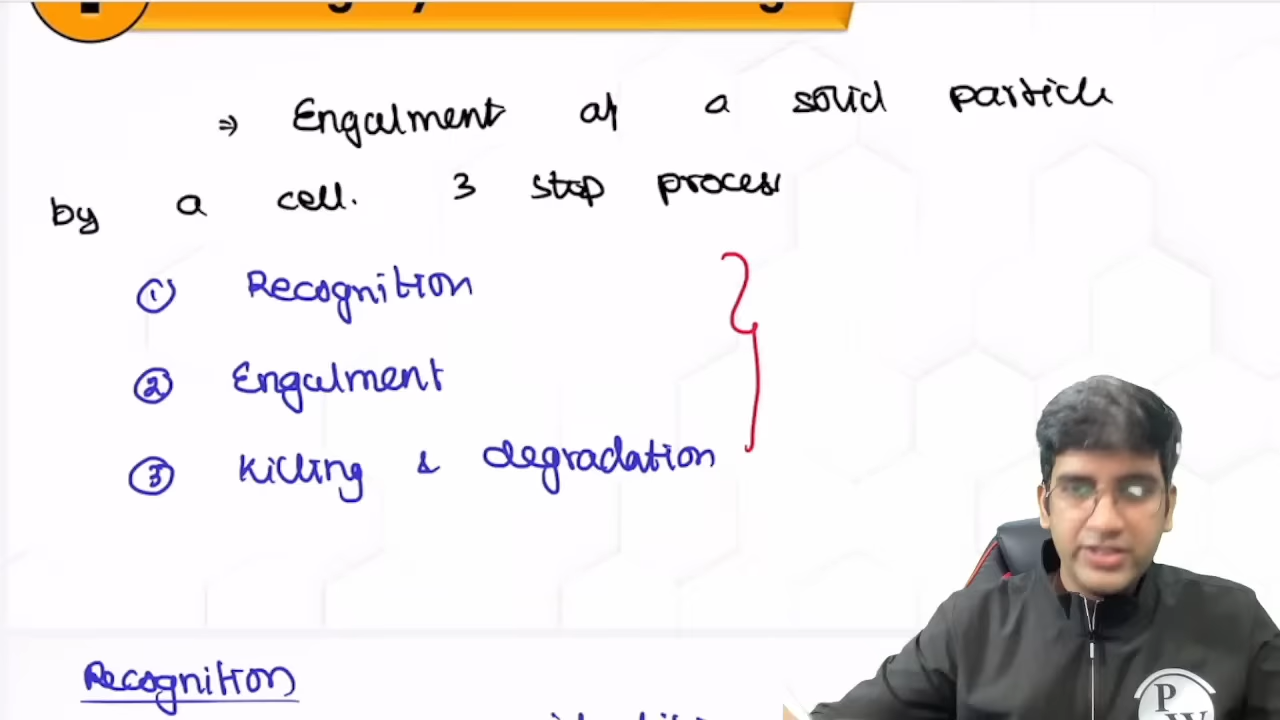 ⇒ Engulment of a solid particle
by a cell. 3 step process
① Recognition
② Engulment
③ Killing & degradation
Recognition
P
W